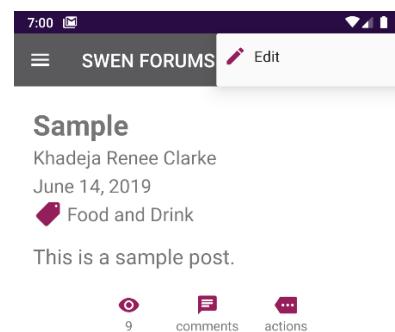 7:00
SWEN FORUMS
Edit
Sample
Khadeja Renee Clarke
June 14, 2019
Food and Drink
This is a sample post.
9 comments actions